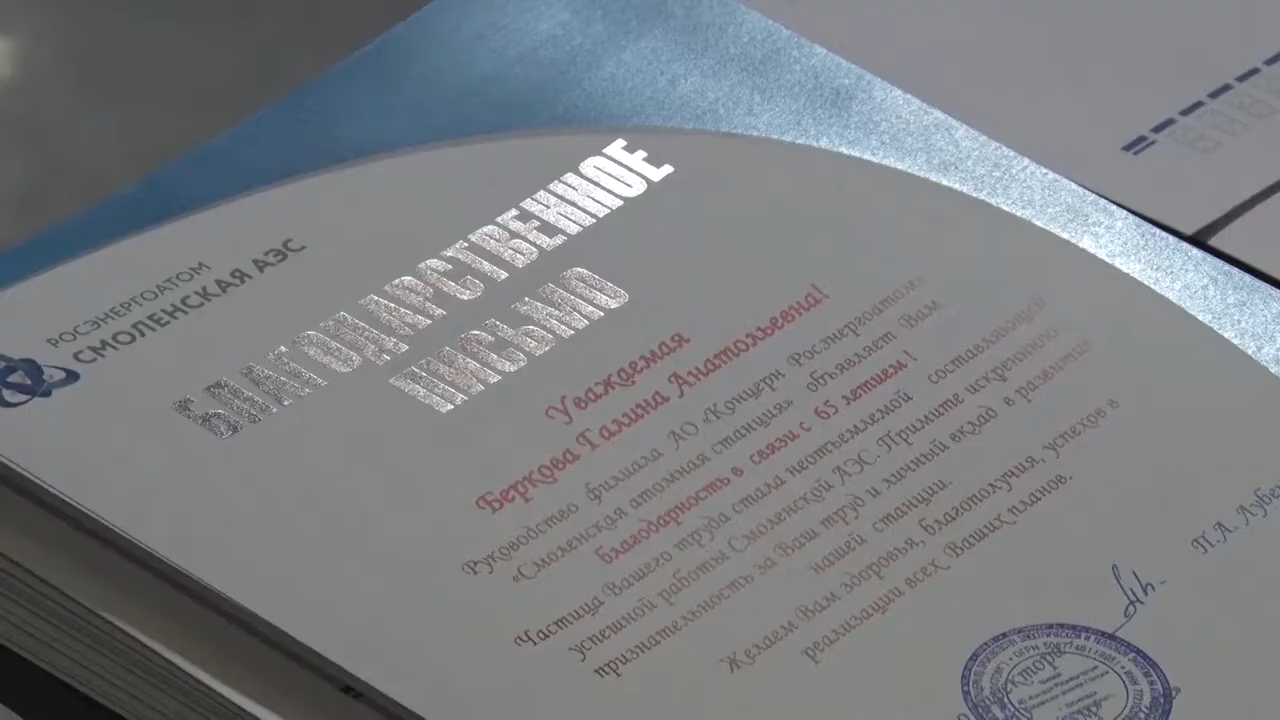 РОСЭНЕРГОАТОМ
СМОЛЕНСКАЯ АЭС
БЛАГОДАРСТВЕННОЕ
ПИСЬМО
Уважаемая
Беркова Галина Анатольевна!
Руководство филиала АО «Концерн Росэнергоатом»
«Смоленская атомная станция» объявляет Вам
благодарность в связи с 65 летием!
Частица Вашего труда стала неотъемлемой составляющей
успешной работы Смоленской АЭС. Примите искреннюю
признательность за Ваш труд и личный вклад в развитие
нашей станции.
Желаем Вам здоровья, благополучия, успехов в
реализации всех Ваших планов.
П.А. Лубе